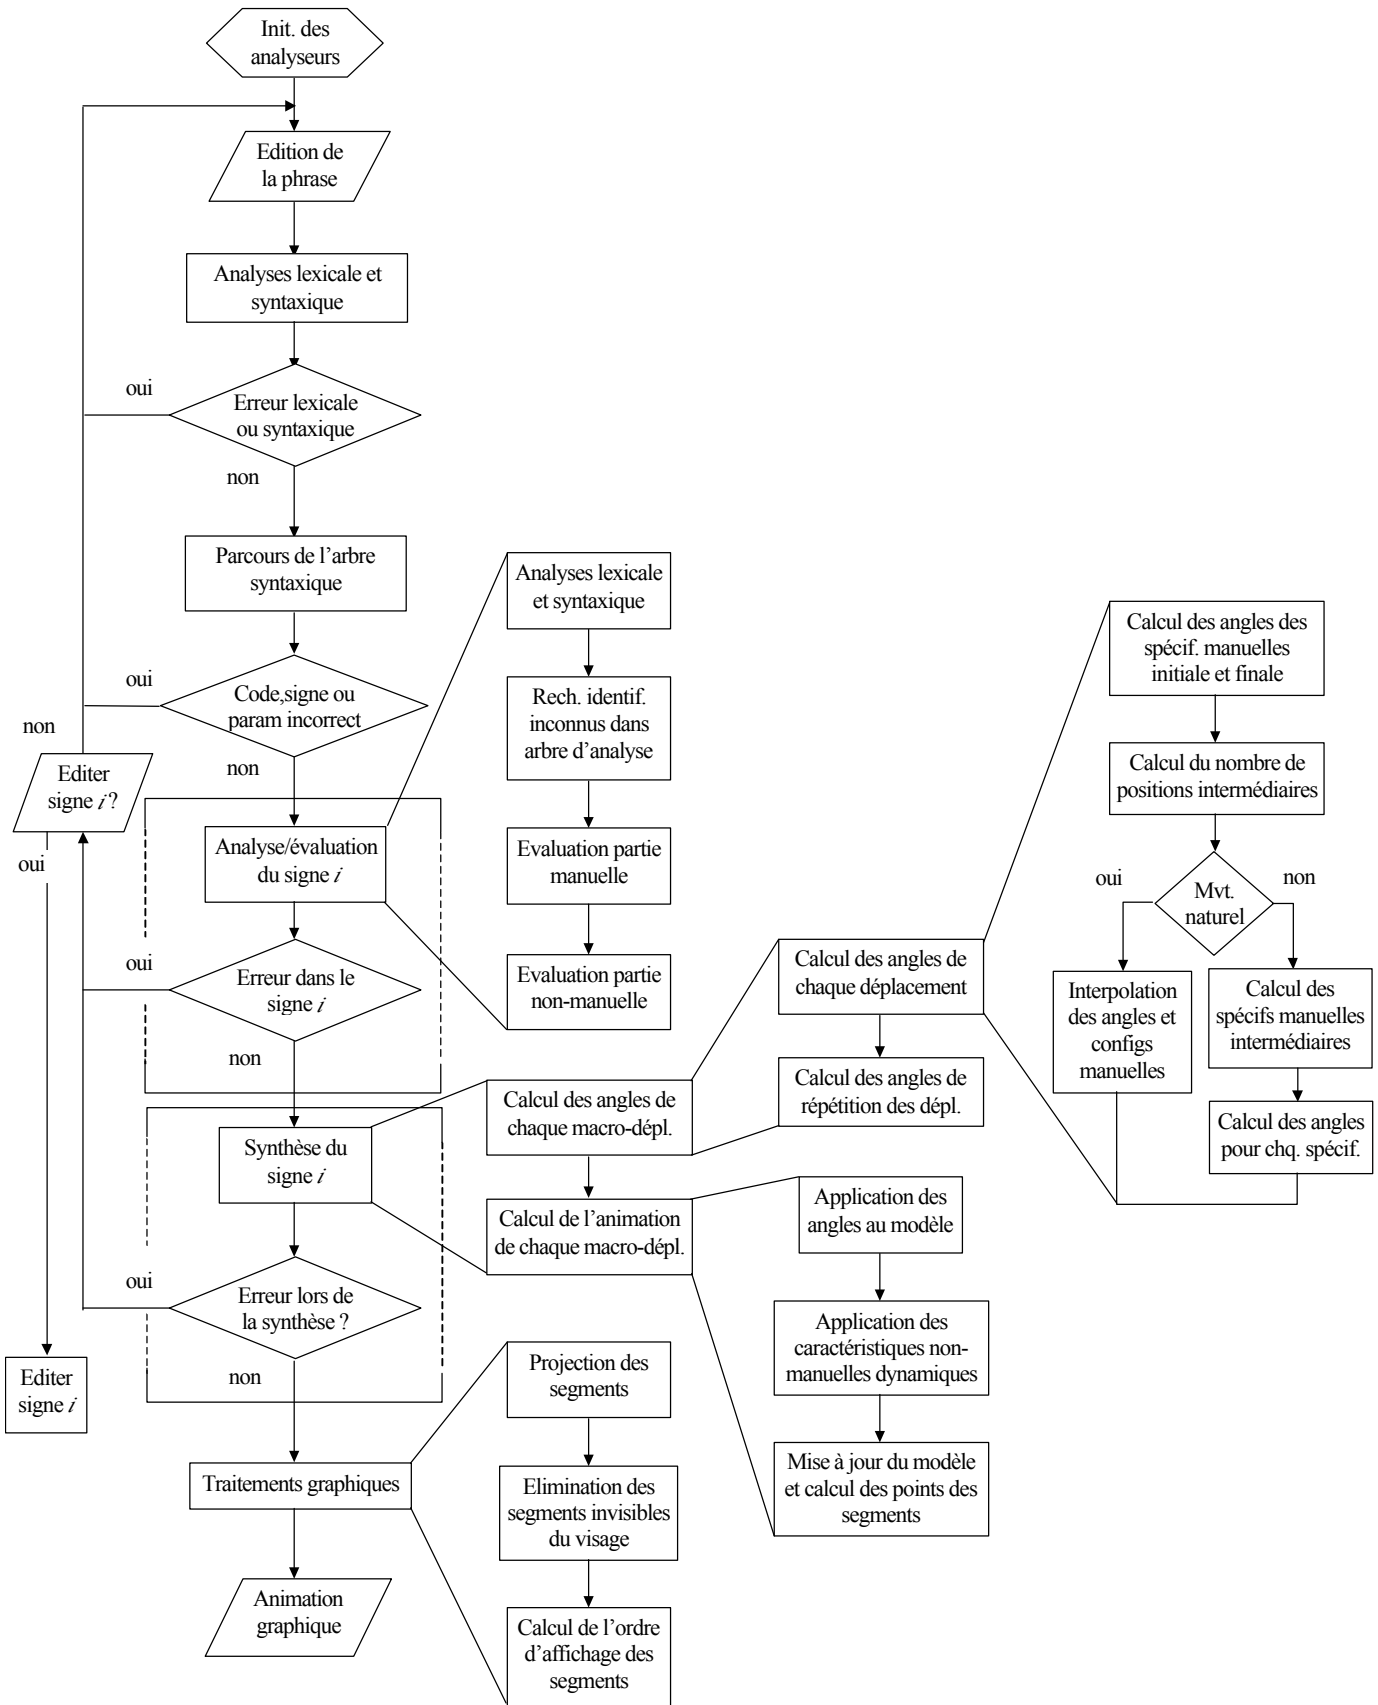 Init. des
analyseurs
Edition de
la phrase
Analyses lexicale et
syntaxique
oui
Erreur lexicale
ou syntaxique
non
Parcours de l’arbre
syntaxique
oui
Code,signe ou
param incorrect
non
non
Editer
signe i ?
oui
Analyse/évaluation
du signe i
oui
Erreur dans le
signe i
non
Synthèse du
signe i
oui
Erreur lors de
la synthèse ?
non
Editer
signe i
Traitements graphiques
Animation
graphique
Analyses lexicale
et syntaxique
Rech. identif.
inconnus dans
arbre d’analyse
Evaluation partie
manuelle
Evaluation partie
non-manuelle
Calcul des angles de
chaque macro-dépl.
Calcul de l’animation
de chaque macro-dépl.
Projection des
segments
Elimination des
segments invisibles
du visage
Calcul de l’ordre
d’affichage des
segments
Calcul des angles de
chaque déplacement
Calcul des angles de
répétition des dépl.
Application des
angles au modèle
Application des
caractéristiques non-
manuelles dynamiques
Mise à jour du modèle
et calcul des points des
segments
Calcul des angles des
spécif. manuelles
initiale et finale
Calcul du nombre de
positions intermédiaires
oui
Mvt.
naturel
non
Interpolation
des angles et
configs
manuelles
Calcul des
spécifs manuelles
intermédiaires
Calcul des angles
pour chq. spécif.